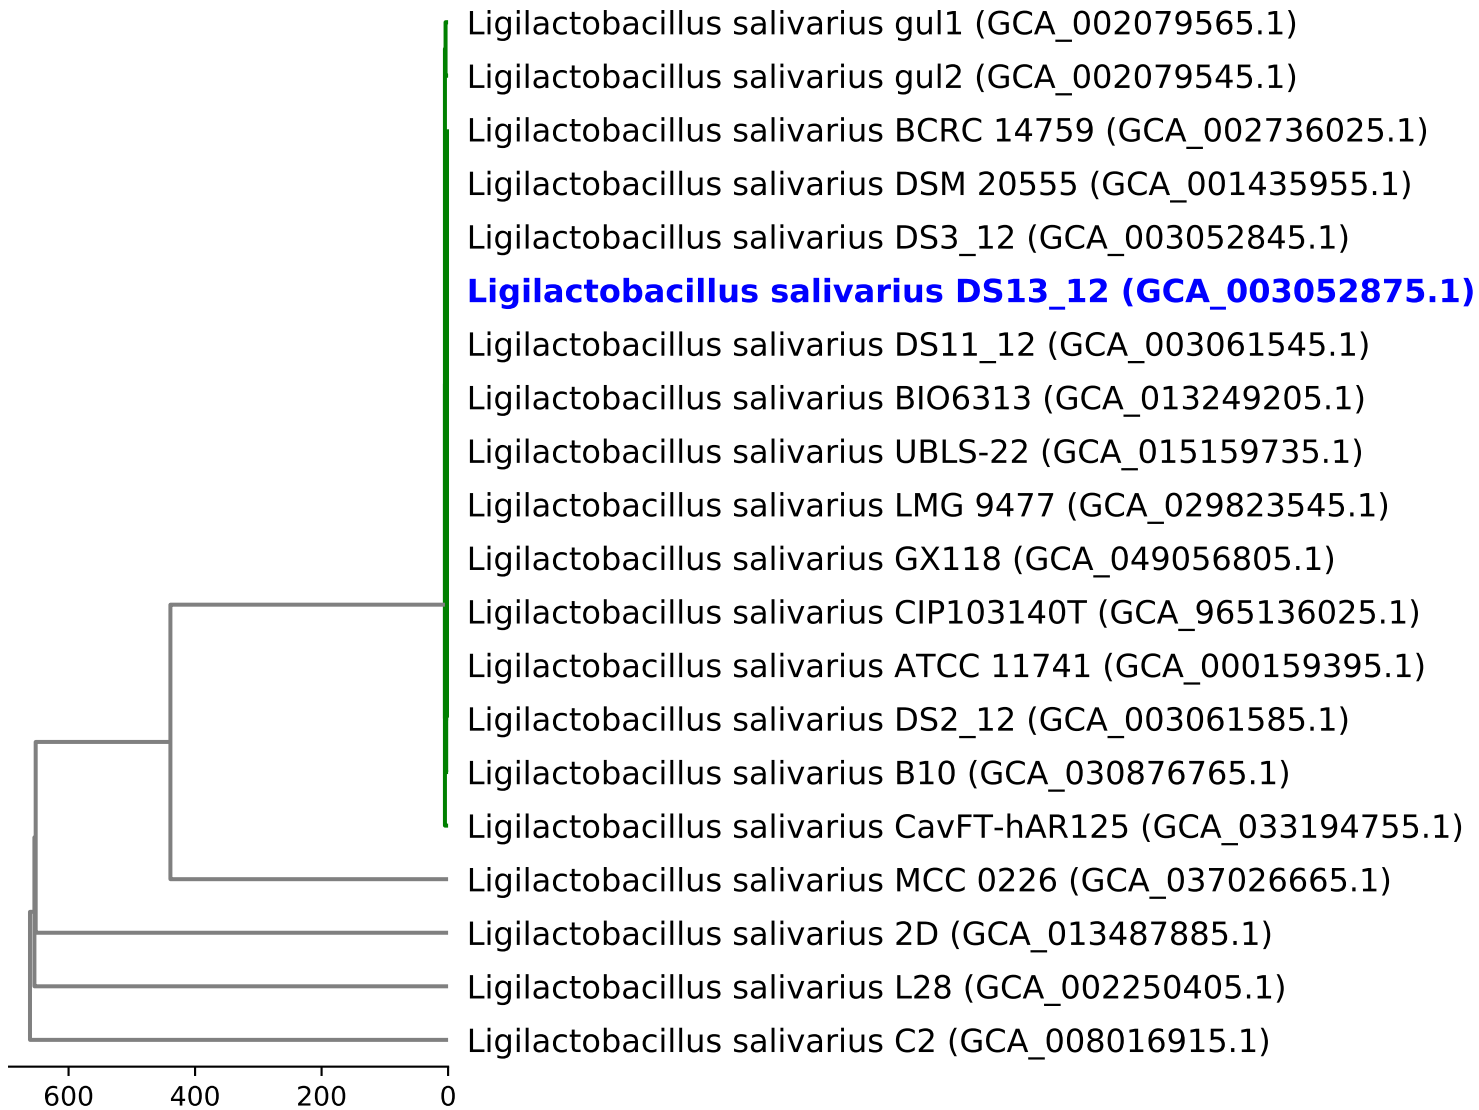 Ligilactobacillus salivarius gul1 (GCA_002079565.1)
Ligilactobacillus salivarius gul2 (GCA_002079545.1)
Ligilactobacillus salivarius BCRC 14759 (GCA_002736025.1)
Ligilactobacillus salivarius DSM 20555 (GCA_001435955.1)
Ligilactobacillus salivarius DS3_12 (GCA_003052845.1)
Ligilactobacillus salivarius DS13_12 (GCA_003052875.1)
Ligilactobacillus salivarius DS11_12 (GCA_003061545.1)
Ligilactobacillus salivarius BIO6313 (GCA_013249205.1)
Ligilactobacillus salivarius UBLS-22 (GCA_015159735.1)
Ligilactobacillus salivarius LMG 9477 (GCA_029823545.1)
Ligilactobacillus salivarius GX118 (GCA_049056805.1)
Ligilactobacillus salivarius CIP103140T (GCA_965136025.1)
Ligilactobacillus salivarius ATCC 11741 (GCA_000159395.1)
Ligilactobacillus salivarius DS2_12 (GCA_003061585.1)
Ligilactobacillus salivarius B10 (GCA_030876765.1)
Ligilactobacillus salivarius CavFT-hAR125 (GCA_033194755.1)
Ligilactobacillus salivarius MCC 0226 (GCA_037026665.1)
Ligilactobacillus salivarius 2D (GCA_013487885.1)
Ligilactobacillus salivarius L28 (GCA_002250405.1)
Ligilactobacillus salivarius C2 (GCA_008016915.1)
600 400 200 0